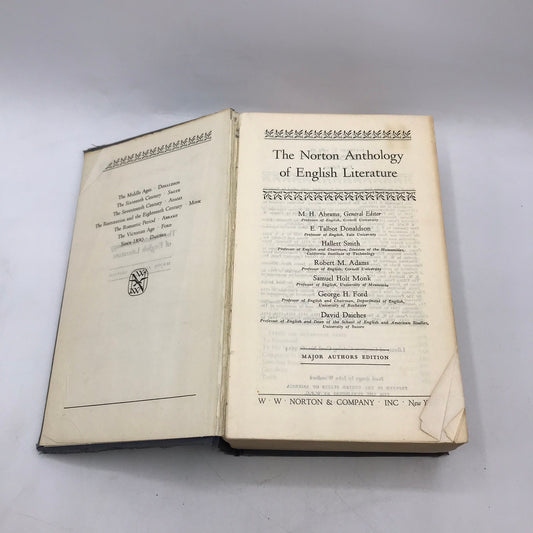 The Middle Ages · DONALDSON
The Sixteenth Century · SMITH
The Seventeenth Century · ADAMS
The Restoration and the Eighteenth Century · MONK
The Romantic Period · ABRAMS
The Victorian Age · FORD
Since 1890 · DAICHES
The Norton Anthology
of English Literature
M. H. Abrams, General Editor
Professor of English, Cornell University
E. Talbot Donaldson
Professor of English, Yale University
Hallett Smith
Professor of English and Chairman, Division of the Humanities,
California Institute of Technology
Robert M. Adams
Professor of English, Cornell University
Samuel Holt Monk
Professor of English, University of Minnesota
George H. Ford
Professor of English and Chairman, Department of English,
University of Rochester
David Daiches
Professor of English and Dean of the School of English and American Studies,
University of Sussex
MAJOR AUTHORS EDITION
W · W · NORTON & COMPANY · INC · New Y